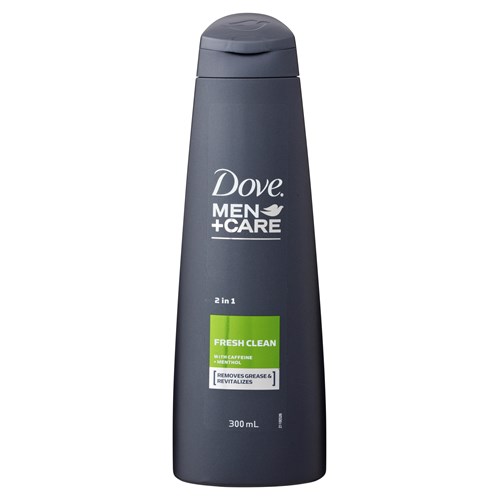 Dove.
MEN
+CARE
2 in 1
FRESH CLEAN
WITH CAFFEINE
+ MENTHOL
REMOVES GREASE &
REVITALIZES
300 mL